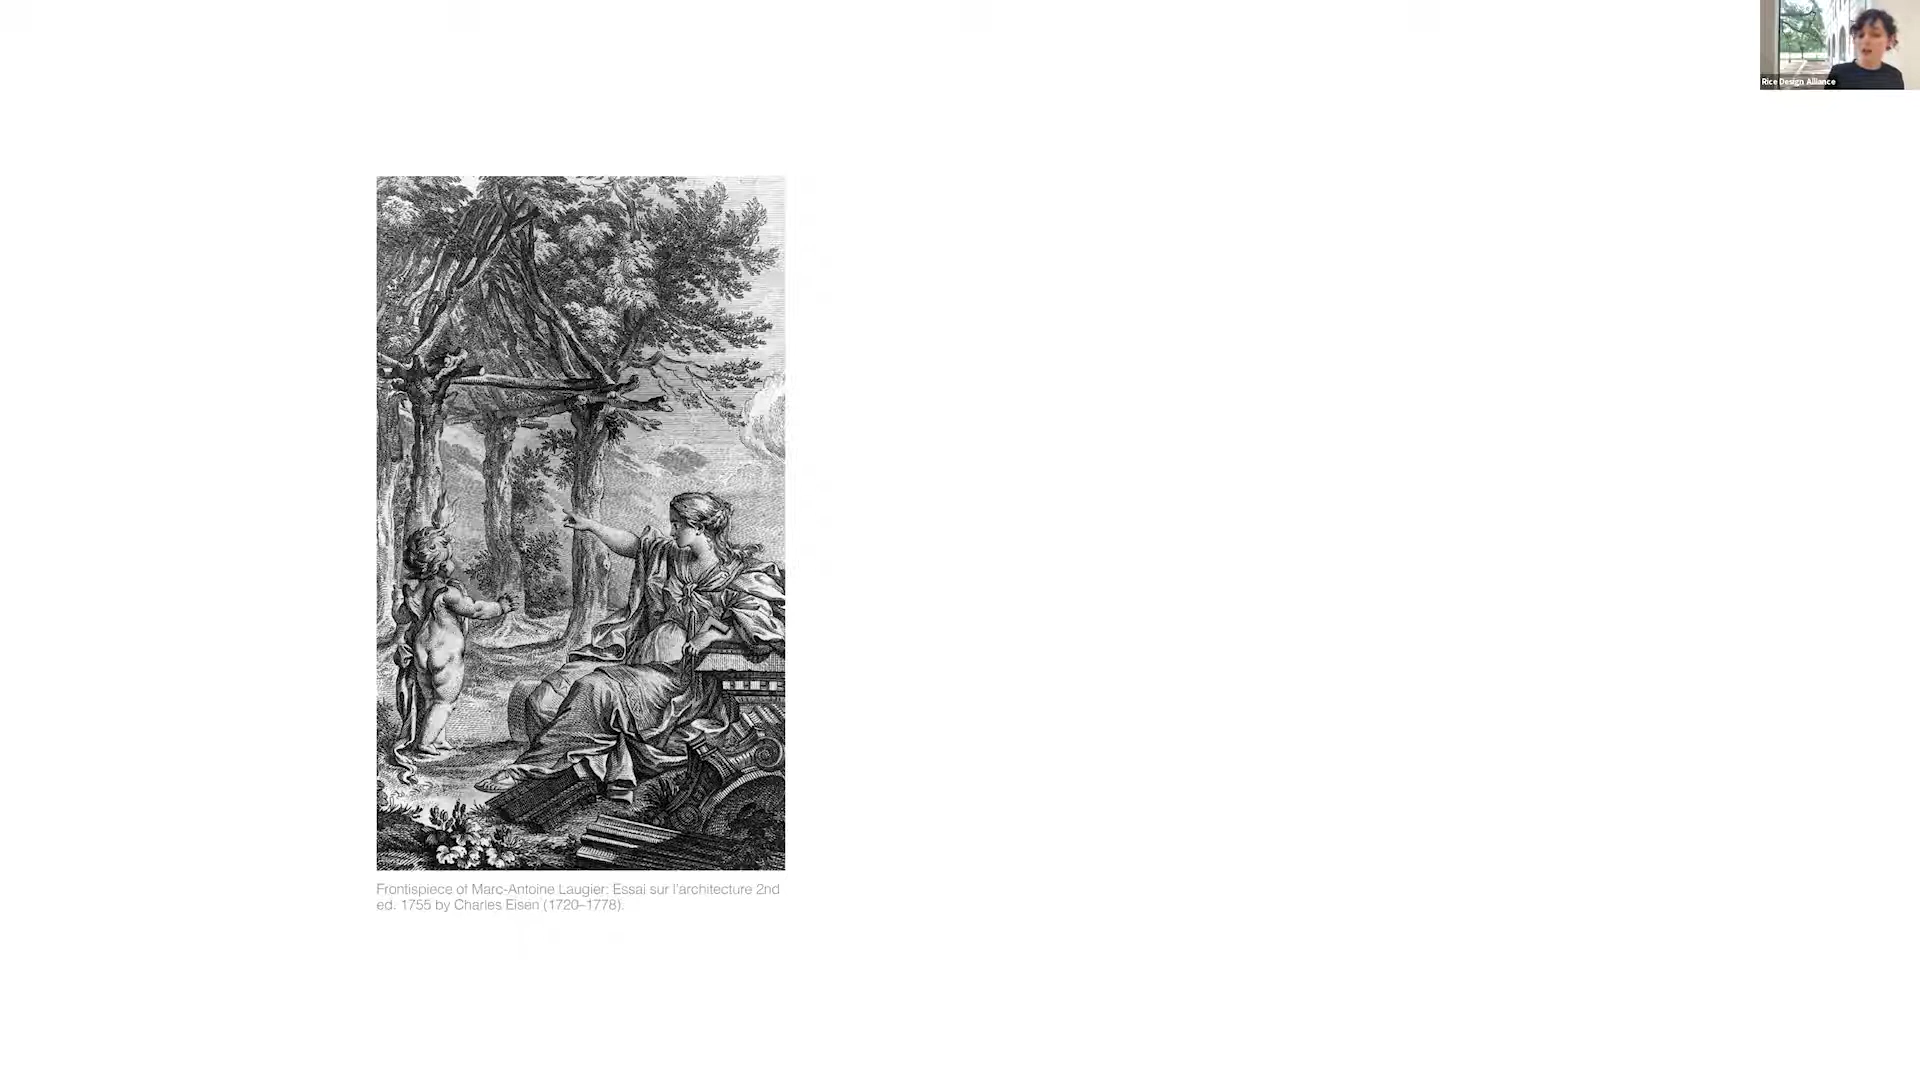 Rice Design Alliance
Frontispiece of Marc-Antoine Laugier: Essai sur l'architecture 2nd
ed. 1755 by Charles Eisen (1720–1778).